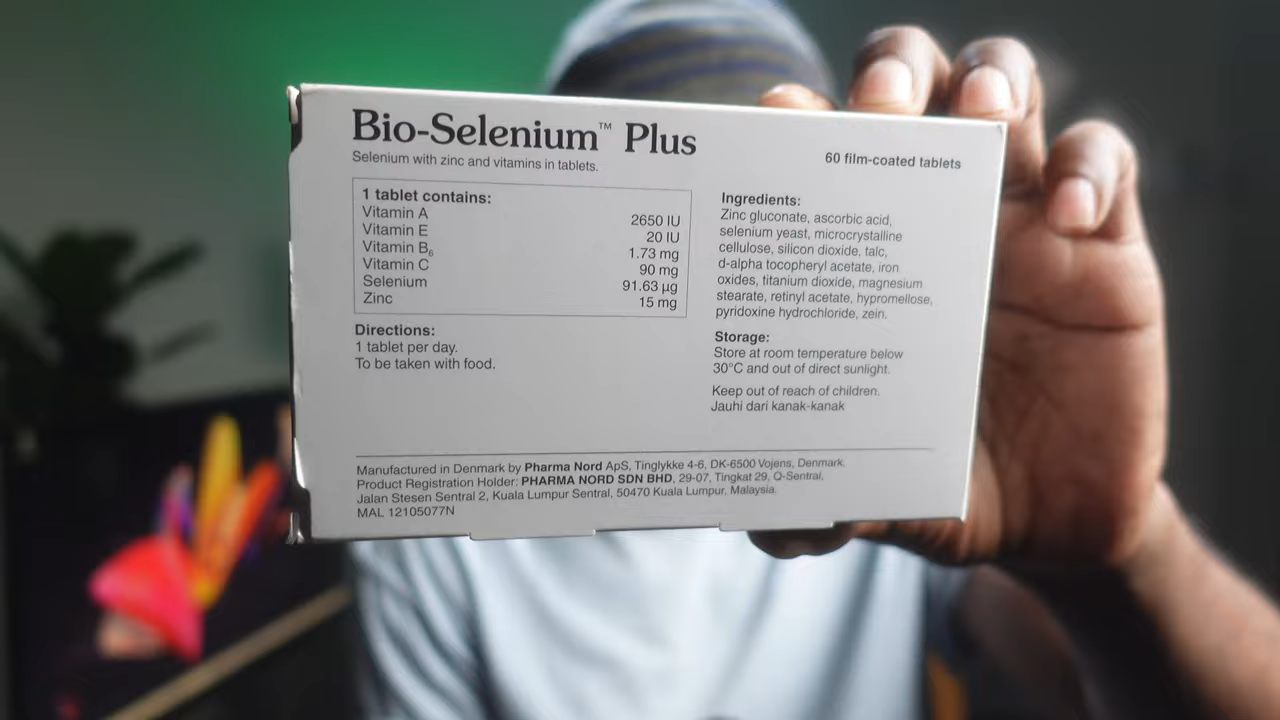 Bio-Selenium™ Plus
Selenium with zinc and vitamins in tablets.
60 film-coated tablets
1 tablet contains:
Vitamin A 2650 IU
Vitamin E 20 IU
Vitamin B₆ 1.73 mg
Vitamin C 90 mg
Selenium 91.63 µg
Zinc 15 mg
Directions:
1 tablet per day.
To be taken with food.
Ingredients:
Zinc gluconate, ascorbic acid,
selenium yeast, microcrystalline
cellulose, silicon dioxide, talc,
d-alpha tocopheryl acetate, iron
oxides, titanium dioxide, magnesium
stearate, retinyl acetate, hypromellose,
pyridoxine hydrochloride, zein.
Storage:
Store at room temperature below
30°C and out of direct sunlight.
Keep out of reach of children.
Jauhi dari kanak-kanak
Manufactured in Denmark by Pharma Nord ApS, Tinglykke 4-6, DK-6500 Vojens, Denmark.
Product Registration Holder: PHARMA NORD SDN BHD, 29-07, Tingkat 29, Q-Sentral,
Jalan Stesen Sentral 2, Kuala Lumpur Sentral, 50470 Kuala Lumpur, Malaysia.
MAL 12105077N